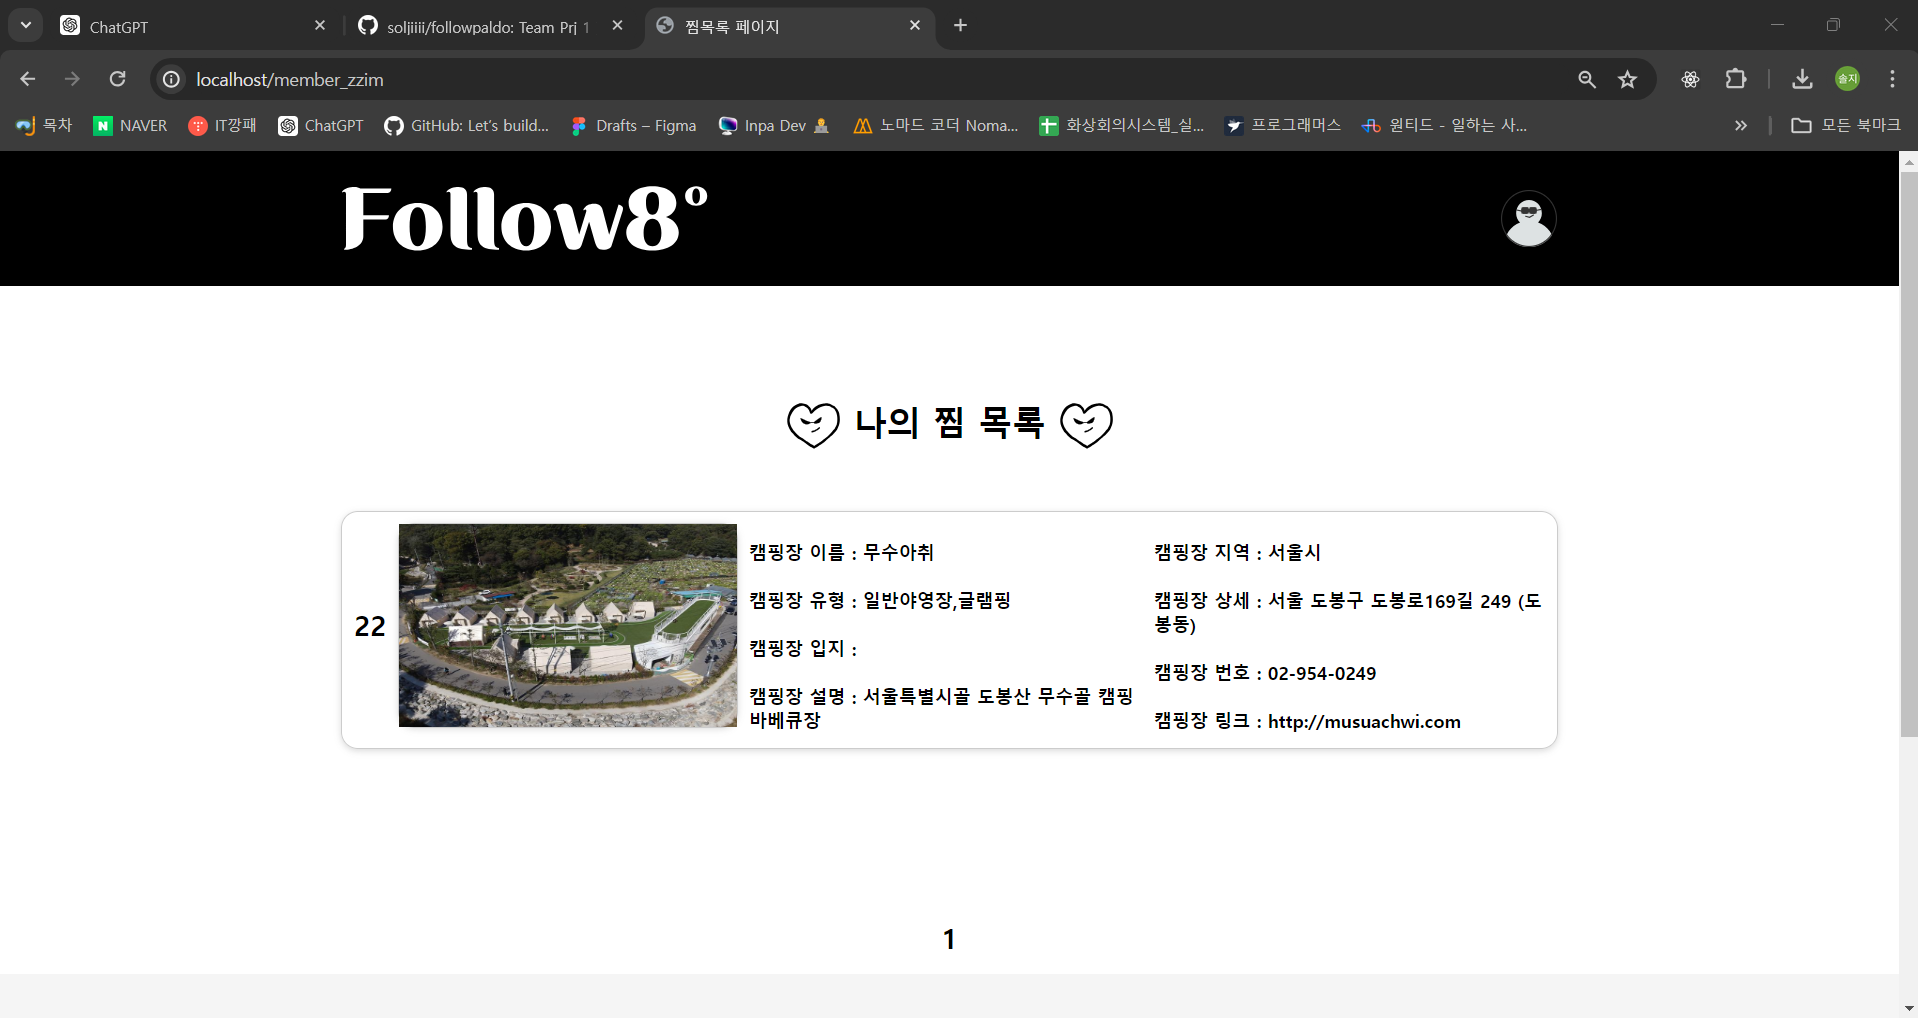 ChatGPT
soljiiii/followpaldo: Team Prj 1
찜목록 페이지
localhost/member_zzim
솔지
목차
NAVER
IT깡패
ChatGPT
GitHub: Let's build...
Drafts – Figma
Inpa Dev
노마드 코더 Noma...
화상회의시스템_실...
프로그래머스
원티드 - 일하는 사...
모든 북마크
Follow8°
나의 찜 목록
22
캠핑장 이름 : 무수아취
캠핑장 유형 : 일반야영장,글램핑
캠핑장 입지 :
캠핑장 설명 : 서울특별시골 도봉산 무수골 캠핑
바베큐장
캠핑장 지역 : 서울시
캠핑장 상세 : 서울 도봉구 도봉로169길 249 (도
봉동)
캠핑장 번호 : 02-954-0249
캠핑장 링크 : http://musuachwi.com
1